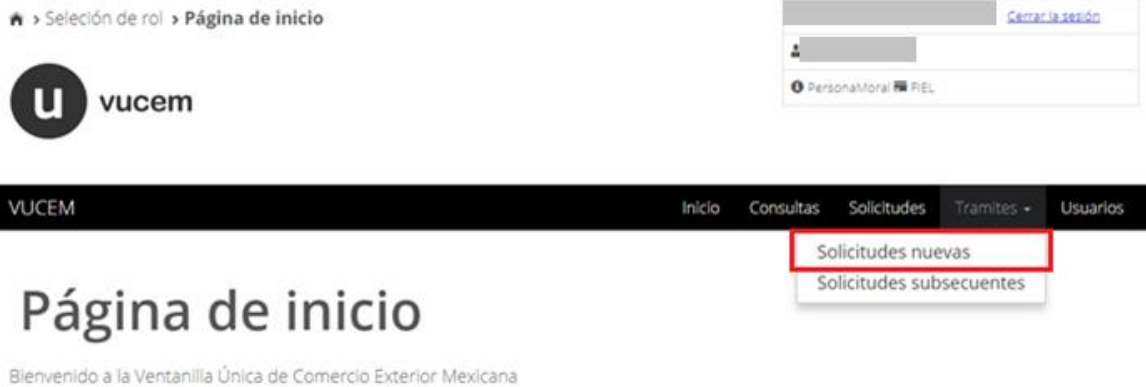 > Seleción de rol > Página de inicio
Cerrar la sesión
PersonaMoral FIEL
u vucem
VUCEM Inicio Consultas Solicitudes Tramites
Usuarios
Solicitudes nuevas
Solicitudes subsecuentes
Página de inicio
Bienvenido a la Ventanilla Única de Comercio Exterior Mexicana